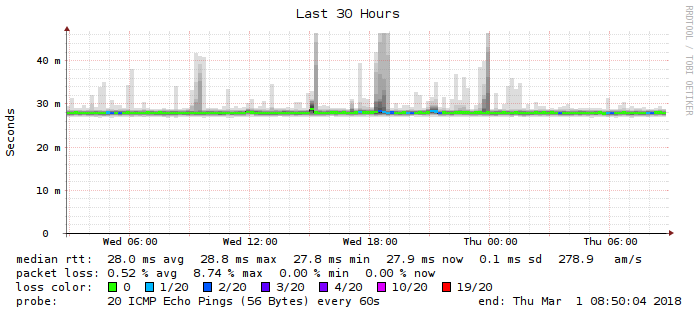 Last 30 Hours
RRDTOOL / TOBI OETIKER
Seconds
40 m
30 m
20 m
10 m
0
Wed 06:00 Wed 12:00 Wed 18:00 Thu 00:00 Thu 06:00
median rtt: 28.0 ms avg 28.8 ms max 27.8 ms min 27.9 ms now 0.1 ms sd 278.9 am/s
packet loss: 0.52 % avg 8.74 % max 0.00 % min 0.00 % now
loss color: 0 1/20 2/20 3/20 4/20 10/20 19/20
probe: 20 ICMP Echo Pings (56 Bytes) every 60s end: Thu Mar 1 08:50:04 2018